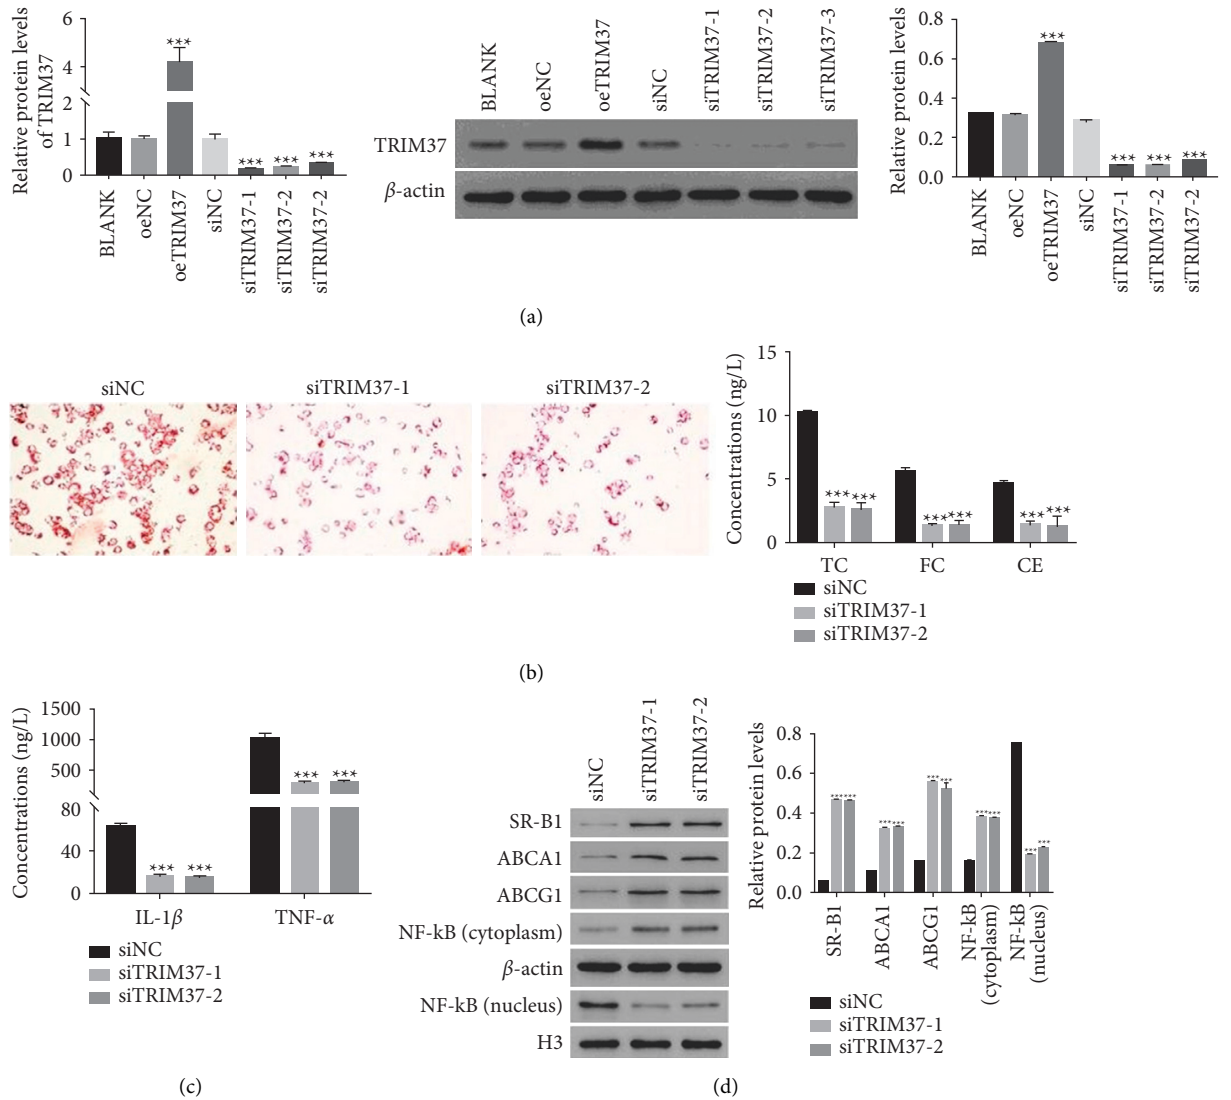 Relative protein levels
of TRIM37
6
4
2
1
0
***
***
***
***
BLANK
oeNC
oeTRIM37
siNC
siTRIM37-1
siTRIM37-2
siTRIM37-2
BLANK
oeNC
oeTRIM37
siNC
siTRIM37-1
siTRIM37-2
siTRIM37-3
TRIM37
β-actin
Relative protein levels
0.8
0.6
0.4
0.2
0.0
***
***
***
***
BLANK
oeNC
oeTRIM37
siNC
siTRIM37-1
siTRIM37-2
siTRIM37-2
(a)
siNC
siTRIM37-1
siTRIM37-2
Concentrations (ng/L)
15
10
5
0
*** ***
*** ***
*** ***
TC FC CE
siNC
siTRIM37-1
siTRIM37-2
(b)
Concentrations (ng/L)
1500
1000
500
80
40
0
*** ***
*** ***
IL-1β TNF-α
siNC
siTRIM37-1
siTRIM37-2
(c)
siNC
siTRIM37-1
siTRIM37-2
SR-B1
ABCA1
ABCG1
NF-kB (cytoplasm)
β-actin
NF-kB (nucleus)
H3
Relative protein levels
0.8
0.6
0.4
0.2
0.0
*** ***
*** ***
*** ***
*** ***
*** ***
SR-B1
ABCA1
ABCG1
NF-kB
(cytoplasm)
NF-kB
(nucleus)
siNC
siTRIM37-1
siTRIM37-2
(d)